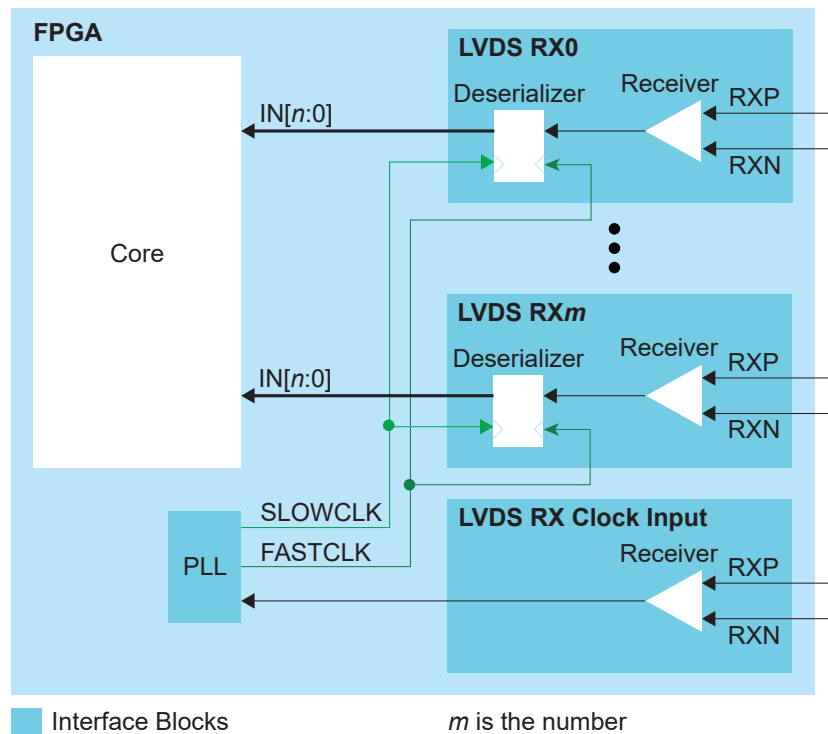 FPGA
LVDS RX0
Deserializer
Receiver
RXP
RXN
IN[n:0]
Core
LVDS RXm
Deserializer
Receiver
RXP
RXN
IN[n:0]
SLOWCLK
FASTCLK
PLL
LVDS RX Clock Input
Receiver
RXP
RXN
Interface Blocks
m is the number